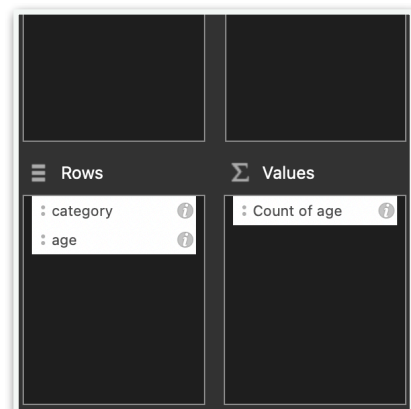 Rows
Σ Values
category
age
Count of age